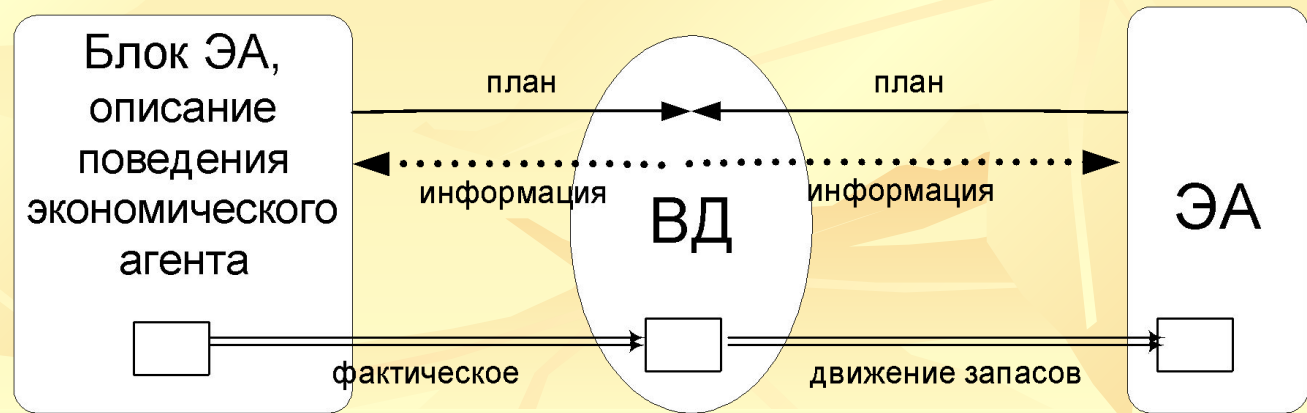 Блок ЭА,
описание
поведения
экономического
агента
план
план
информация
информация
ВД
ЭА
фактическое
движение запасов